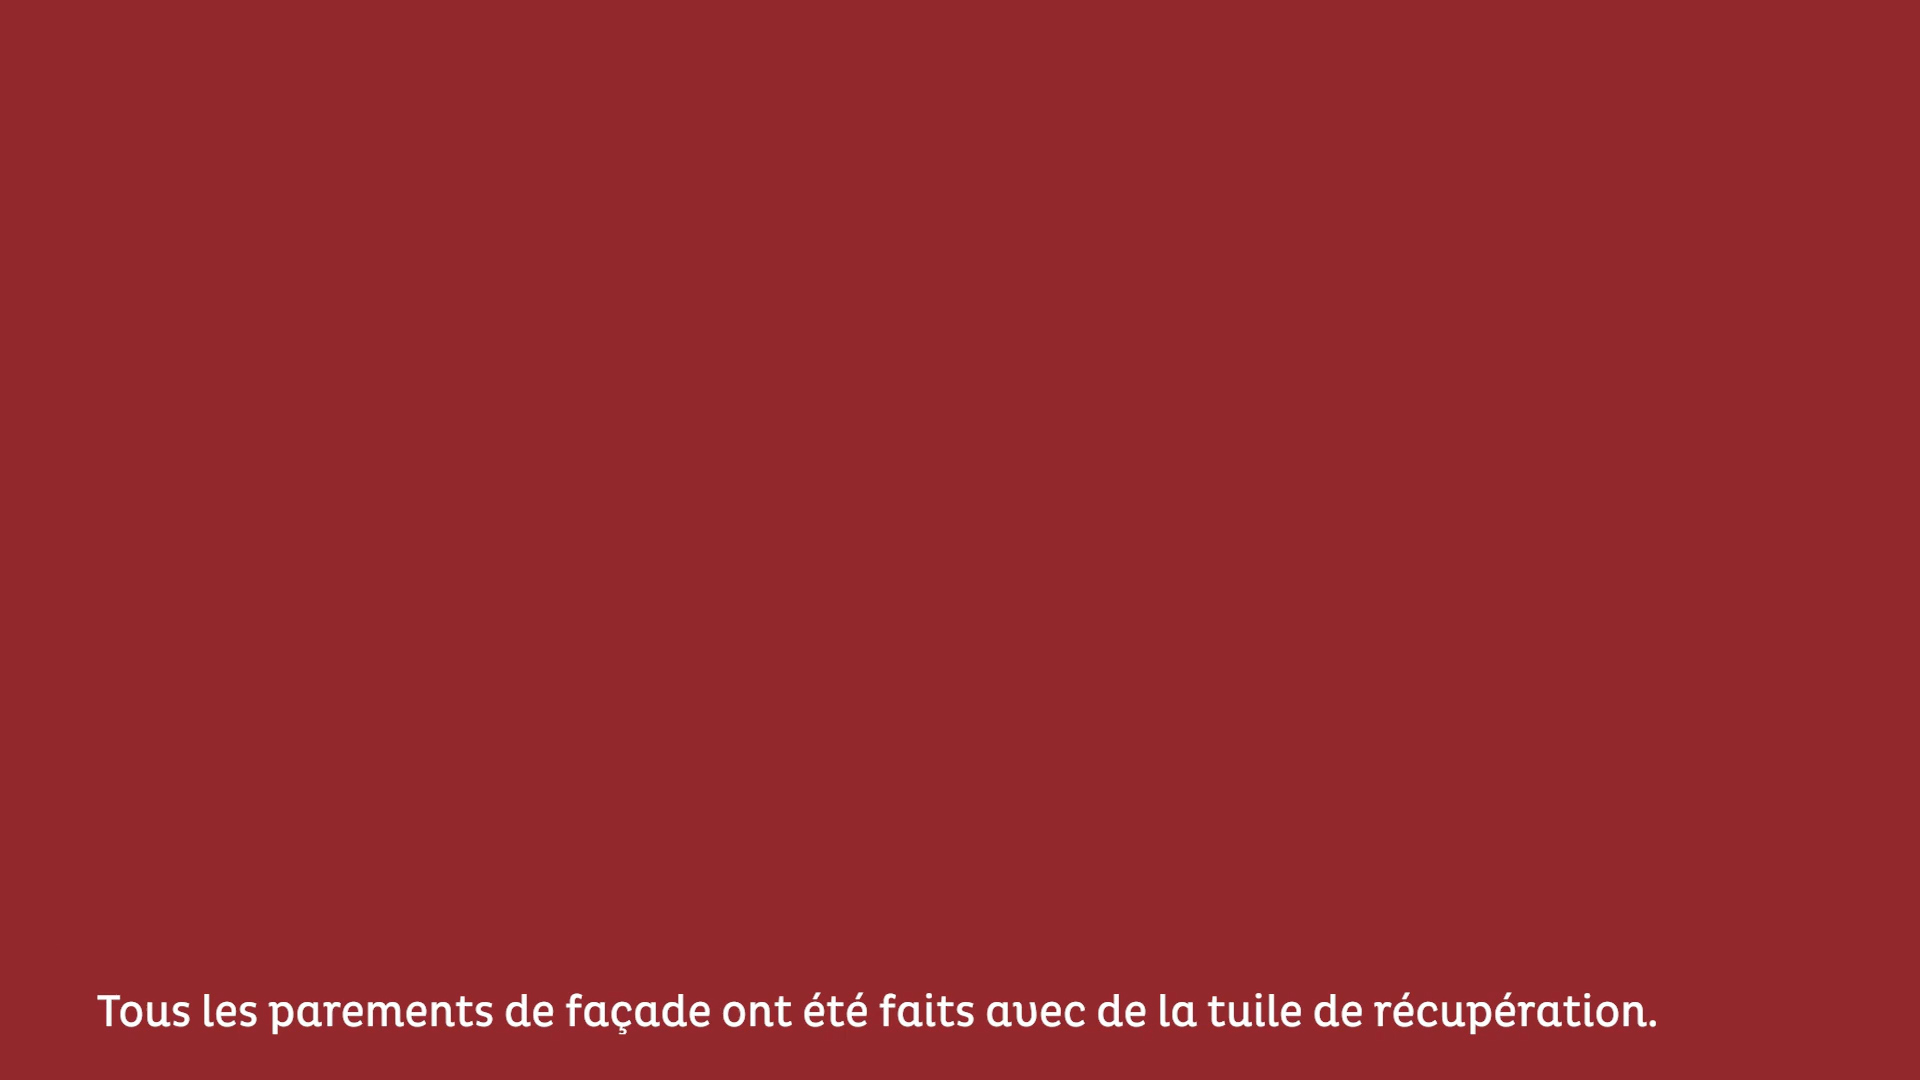 Tous les parements de façade ont été faits avec de la tuile de récupération.